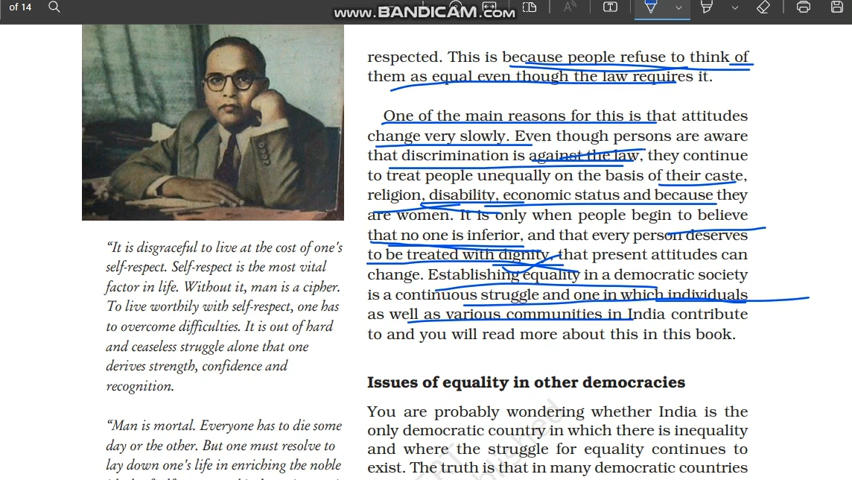 of 14
www.BANDICAM.com
respected. This is because people refuse to think of
them as equal even though the law requires it.
One of the main reasons for this is that attitudes
change very slowly. Even though persons are aware
that discrimination is against the law, they continue
to treat people unequally on the basis of their caste,
religion, disability, economic status and because they
are women. It is only when people begin to believe
that no one is inferior, and that every person deserves
to be treated with dignity, that present attitudes can
change. Establishing equality in a democratic society
is a continuous struggle and one in which individuals
as well as various communities in India contribute
to and you will read more about this in this book.
"It is disgraceful to live at the cost of one's
self-respect. Self-respect is the most vital
factor in life. Without it, man is a cipher.
To live worthily with self-respect, one has
to overcome difficulties. It is out of hard
and ceaseless struggle alone that one
derives strength, confidence and
recognition.
"Man is mortal. Everyone has to die some
day or the other. But one must resolve to
lay down one's life in enriching the noble
Issues of equality in other democracies
You are probably wondering whether India is the
only democratic country in which there is inequality
and where the struggle for equality continues to
exist. The truth is that in many democratic countries